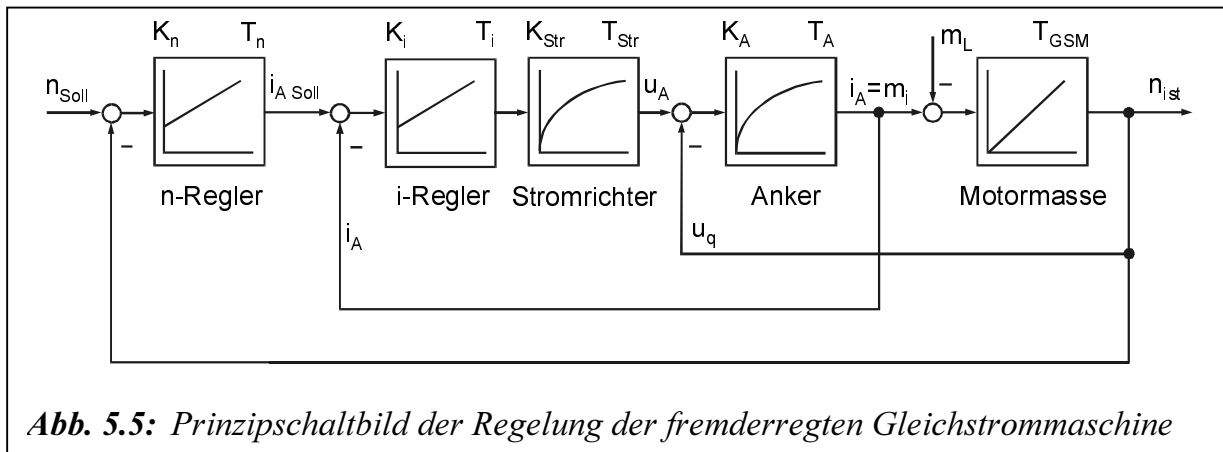 K_n T_n K_i T_i K_Str T_Str K_A T_A m_L T_GSM
n_Soll i_A Soll u_A i_A=m_i n_ist
n-Regler i-Regler Stromrichter Anker Motormasse
i_A u_q
Abb. 5.5: Prinzipschaltbild der Regelung der fremderregten Gleichstrommaschine